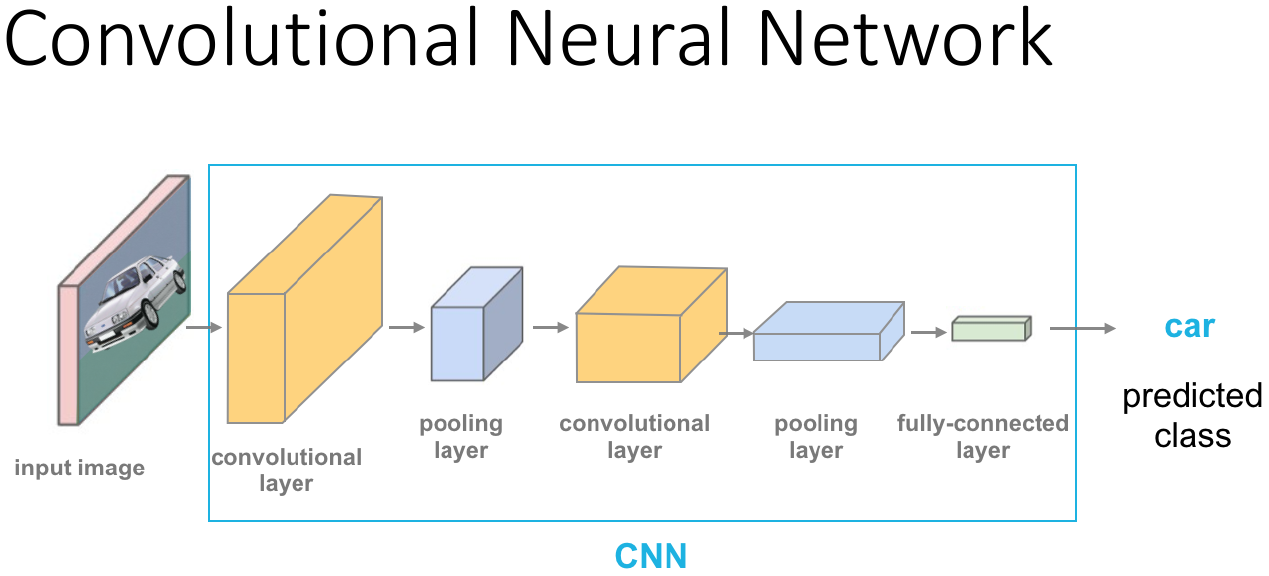 Convolutional Neural Network
input image
convolutional
layer
pooling
layer
convolutional
layer
pooling
layer
fully-connected
layer
car
predicted
class
CNN